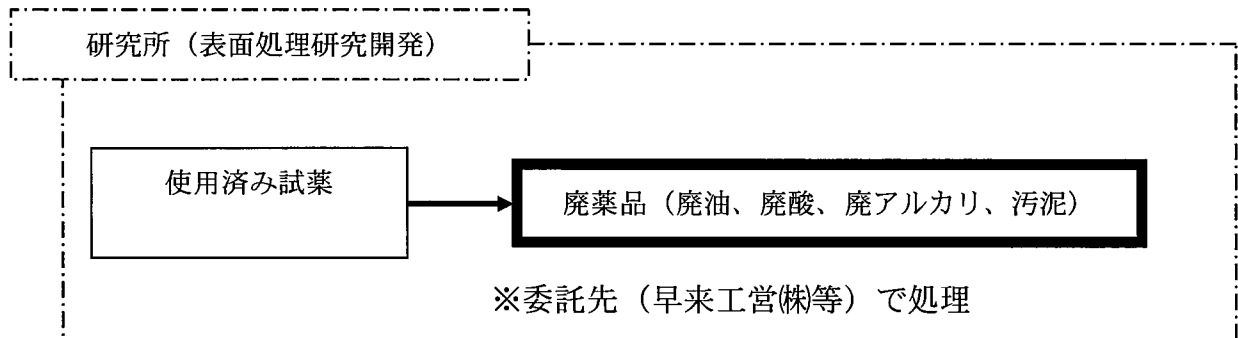 研究所（表面処理研究開発）
使用済み試薬
廃薬品（廃油、廃酸、廃アルカリ、汚泥）
※委託先（早来工営㈱等）で処理